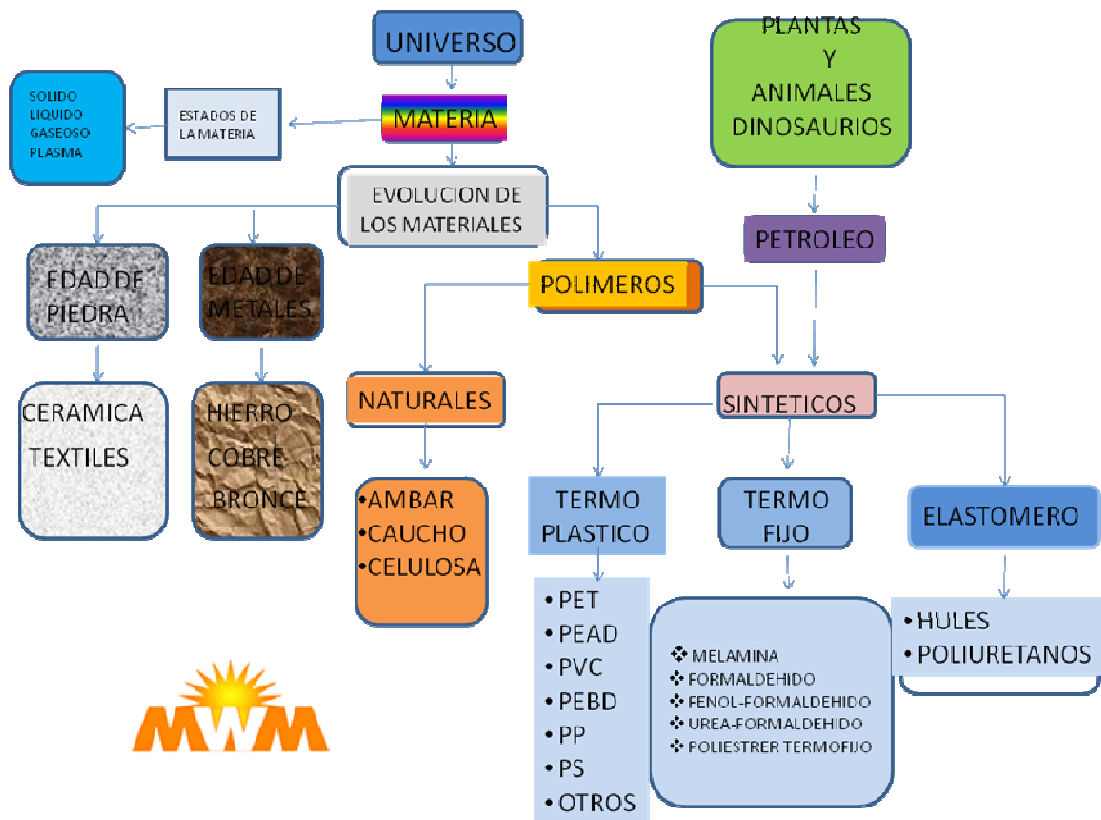 UNIVERSO
PLANTAS
Y
ANIMALES
DINOSAURIOS
SOLIDO
LIQUIDO
GASEOSO
PLASMA
ESTADOS DE
LA MATERIA
MATERIA
EVOLUCION DE
LOS MATERIALES
PETROLEO
EDAD DE
PIEDRA
EDAD DE
METALES
POLIMEROS
CERAMICA
TEXTILES
HIERRO
COBRE
BRONCE
NATURALES
SINTETICOS
•AMBAR
•CAUCHO
•CELULOSA
TERMO
PLASTICO
TERMO
FIJO
ELASTOMERO
• PET
• PEAD
• PVC
• PEBD
• PP
• PS
• OTROS
❖ MELAMINA
❖ FORMALDEHIDO
❖ FENOL-FORMALDEHIDO
❖ UREA-FORMALDEHIDO
❖ POLIESTRER TERMOFIJO
• HULES
• POLIURETANOS
MWM